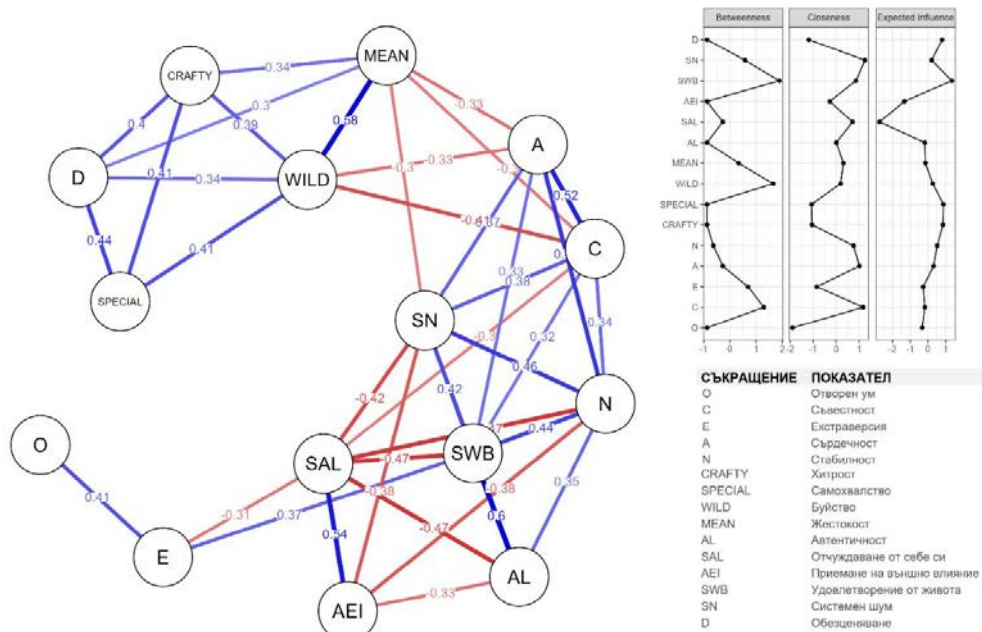 Betweenness Closeness Expected Influence
D
SN
SWB
AEI
SAL
AL
MEAN
WILD
SPECIAL
CRAFTY
N
A
E
C
O
-1 0 1 2 -1 0 1 -1 0 1
MEAN
CRAFTY
0.34
-0.33
0.3
0.4
0.58
0.39
A
D
0.41
0.34
WILD
-0.33
-0.3
0.52
-0.41
0.44
0.41
C
SPECIAL
0.33
0.38
SN
-0.3
0.32
0.34
0.46
-0.42
0.42
N
O
0.44
SAL
-0.47
SWB
0.41
-0.38
-0.38
0.35
-0.31
0.37
-0.47
0.6
0.54
E
AL
-0.33
AEI
СЪКРАЩЕНИЕ ПОКАЗАТЕЛ
O Отворен ум
C Съвестност
E Екстраверсия
A Сърдечност
N Стабилност
CRAFTY Хитрост
SPECIAL Самохвалство
WILD Буйство
MEAN Жестокост
AL Автентичност
SAL Отчуждаване от себе си
AEI Приемане на външно влияние
SWB Удовлетворение от живота
SN Системен шум
D Обезценяване